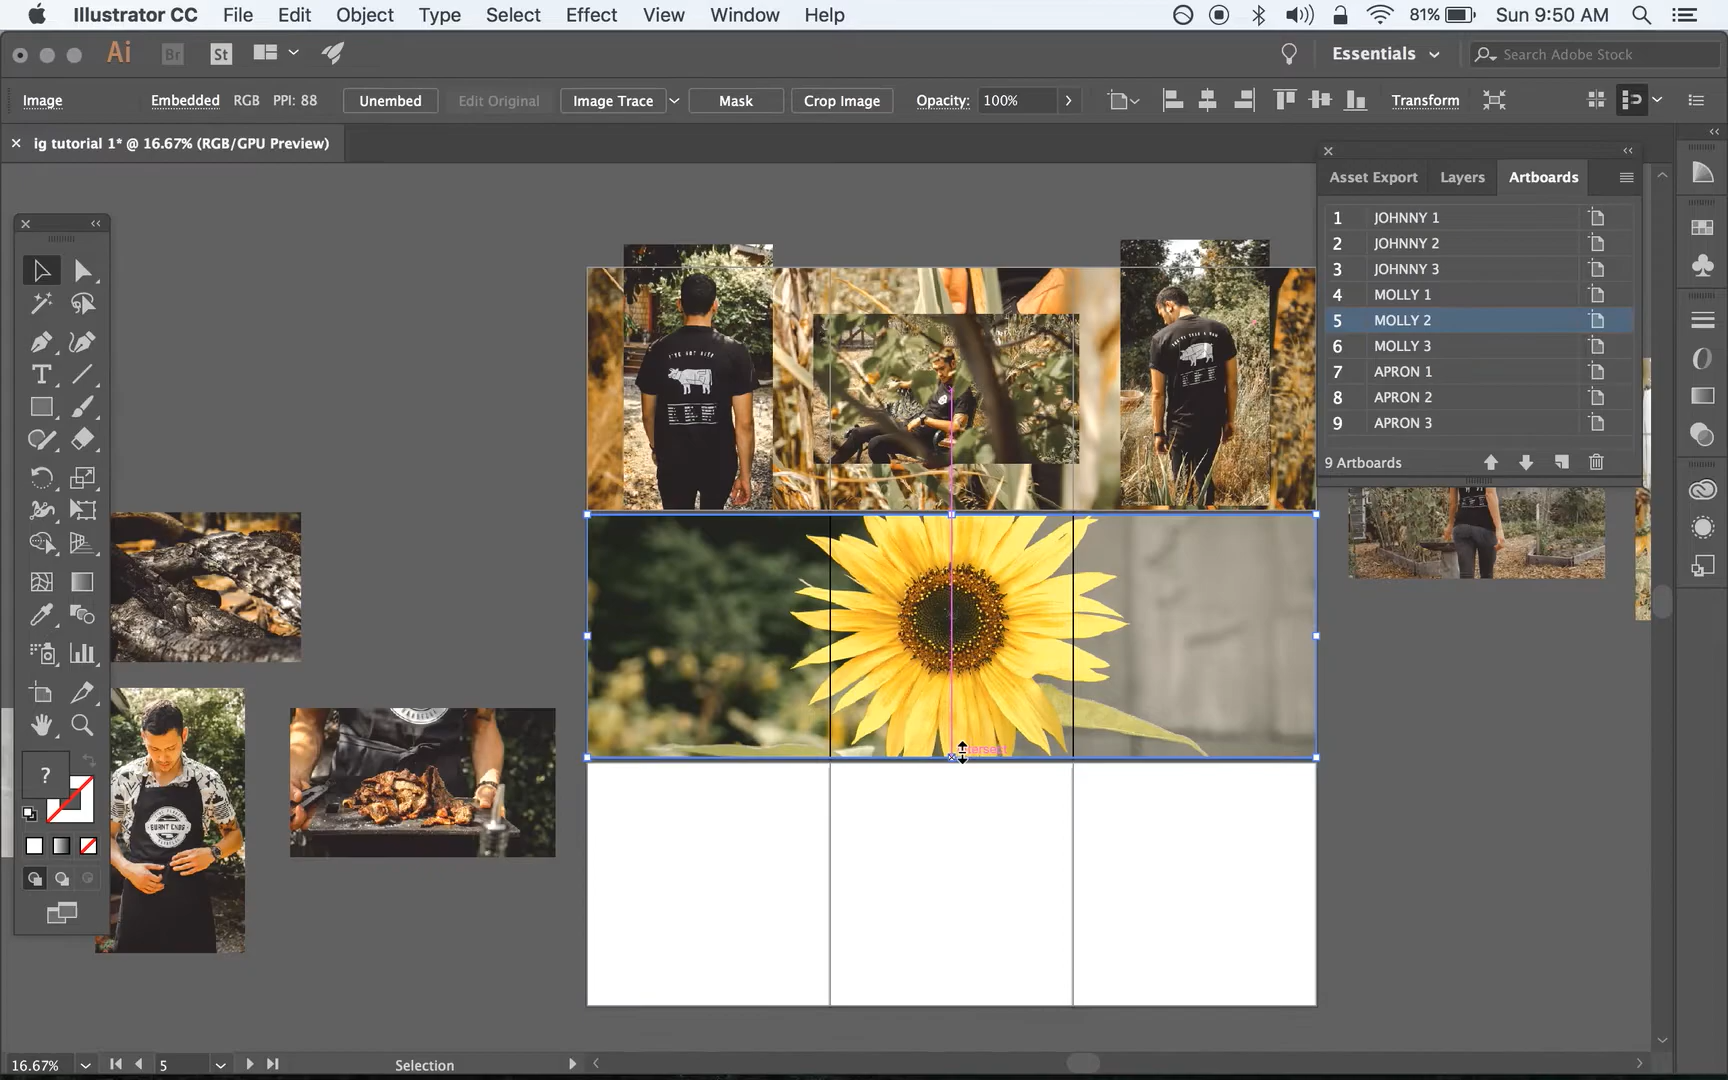 Illustrator CC File Edit Object Type Select Effect View Window Help 81% Sun 9:50 AM
Ai Br St Essentials Search Adobe Stock
Image Embedded RGB PPI: 88 Unembed Edit Original Image Trace Mask Crop Image Opacity: 100% Transform
× ig tutorial 1* @ 16.67% (RGB/GPU Preview)
Asset Export Layers Artboards
1 JOHNNY 1
2 JOHNNY 2
3 JOHNNY 3
4 MOLLY 1
5 MOLLY 2
6 MOLLY 3
7 APRON 1
8 APRON 2
9 APRON 3
9 Artboards
T
?
BURNT ENDS
16.67% 5 Selection